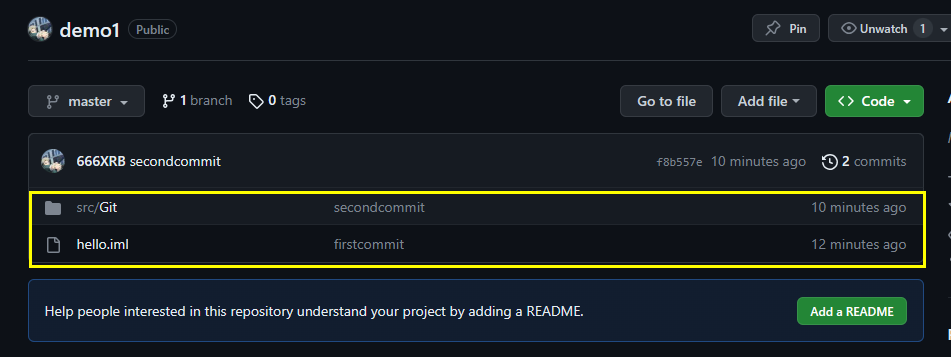 demo1 Public Pin Unwatch 1
master 1 branch 0 tags Go to file Add file Code
666XRB secondcommit f8b557e 10 minutes ago 2 commits
src/Git secondcommit 10 minutes ago
hello.iml firstcommit 12 minutes ago
Help people interested in this repository understand your project by adding a README. Add a README